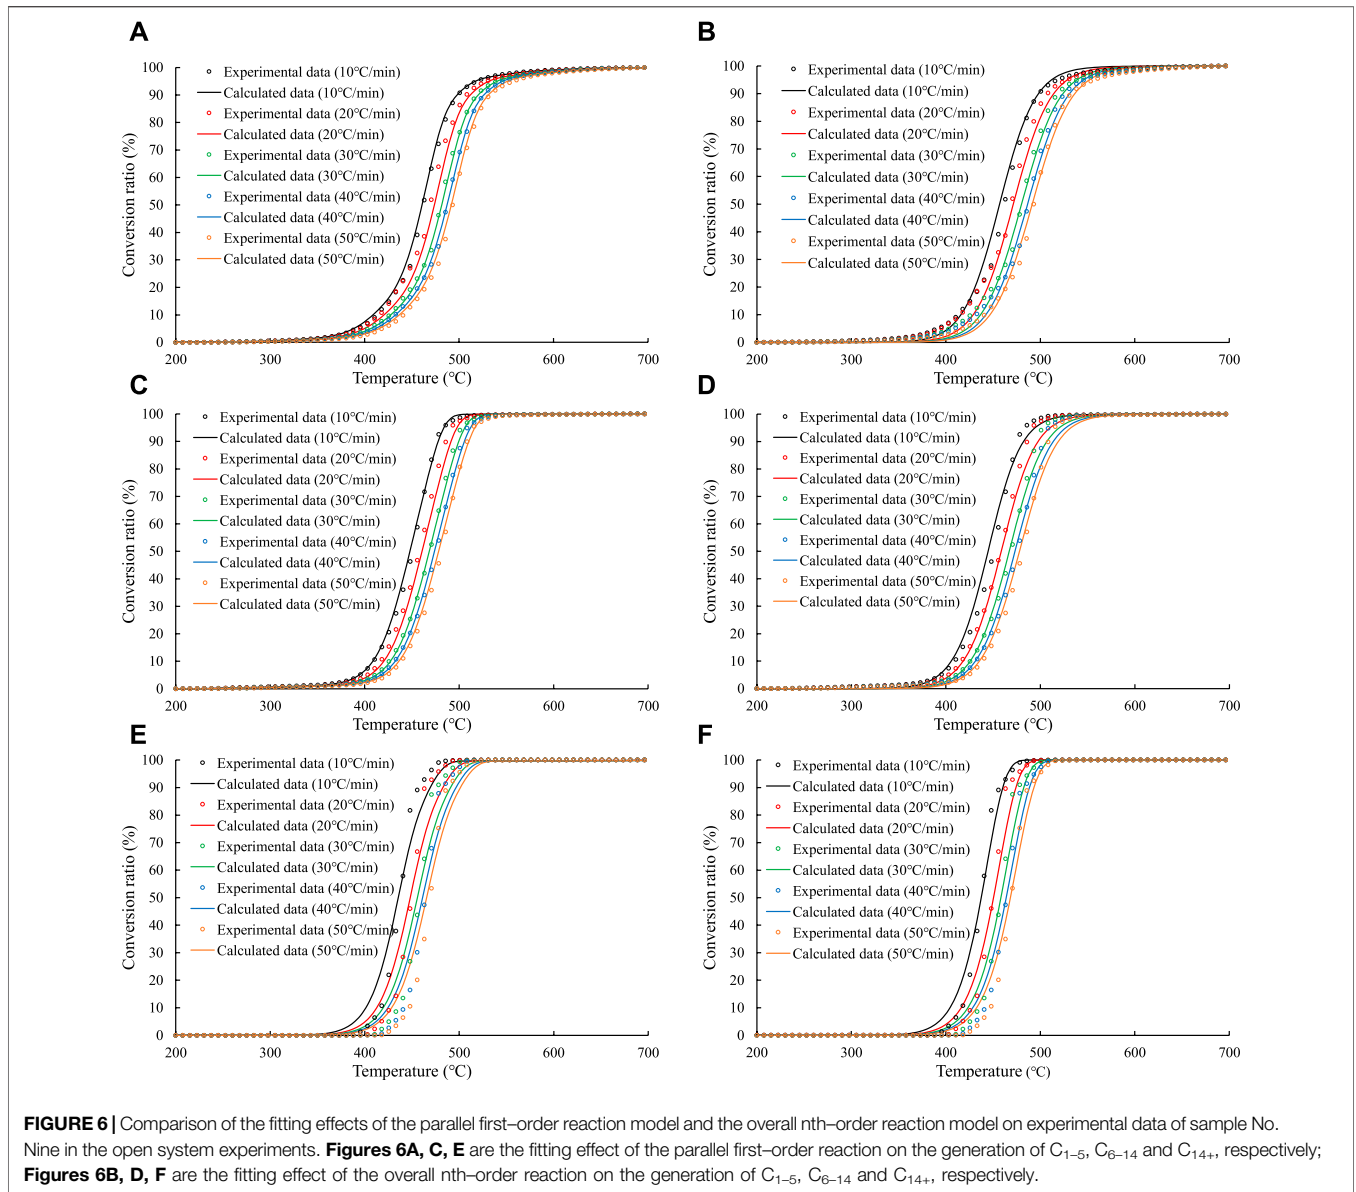 A
100
90
80
70
60
50
40
30
20
10
0
Conversion ratio (%)
Experimental data (10℃/min)
Calculated data (10℃/min)
Experimental data (20℃/min)
Calculated data (20℃/min)
Experimental data (30℃/min)
Calculated data (30℃/min)
Experimental data (40℃/min)
Calculated data (40℃/min)
Experimental data (50℃/min)
Calculated data (50℃/min)
200 300 400 500 600 700
Temperature (℃)
B
100
90
80
70
60
50
40
30
20
10
0
Conversion ratio (%)
Experimental data (10℃/min)
Calculated data (10℃/min)
Experimental data (20℃/min)
Calculated data (20℃/min)
Experimental data (30℃/min)
Calculated data (30℃/min)
Experimental data (40℃/min)
Calculated data (40℃/min)
Experimental data (50℃/min)
Calculated data (50℃/min)
200 300 400 500 600 700
Temperature (℃)
C
100
90
80
70
60
50
40
30
20
10
0
Conversion ratio (%)
Experimental data (10℃/min)
Calculated data (10℃/min)
Experimental data (20℃/min)
Calculated data (20℃/min)
Experimental data (30℃/min)
Calculated data (30℃/min)
Experimental data (40℃/min)
Calculated data (40℃/min)
Experimental data (50℃/min)
Calculated data (50℃/min)
200 300 400 500 600 700
Temperature (℃)
D
100
90
80
70
60
50
40
30
20
10
0
Conversion ratio (%)
Experimental data (10℃/min)
Calculated data (10℃/min)
Experimental data (20℃/min)
Calculated data (20℃/min)
Experimental data (30℃/min)
Calculated data (30℃/min)
Experimental data (40℃/min)
Calculated data (40℃/min)
Experimental data (50℃/min)
Calculated data (50℃/min)
200 300 400 500 600 700
Temperature (℃)
E
100
90
80
70
60
50
40
30
20
10
0
Conversion ratio (%)
Experimental data (10℃/min)
Calculated data (10℃/min)
Experimental data (20℃/min)
Calculated data (20℃/min)
Experimental data (30℃/min)
Calculated data (30℃/min)
Experimental data (40℃/min)
Calculated data (40℃/min)
Experimental data (50℃/min)
Calculated data (50℃/min)
200 300 400 500 600 700
Temperature (℃)
F
100
90
80
70
60
50
40
30
20
10
0
Conversion ratio (%)
Experimental data (10℃/min)
Calculated data (10℃/min)
Experimental data (20℃/min)
Calculated data (20℃/min)
Experimental data (30℃/min)
Calculated data (30℃/min)
Experimental data (40℃/min)
Calculated data (40℃/min)
Experimental data (50℃/min)
Calculated data (50℃/min)
200 300 400 500 600 700
Temperature (℃)
FIGURE 6 | Comparison of the fitting effects of the parallel first–order reaction model and the overall nth–order reaction model on experimental data of sample No.
Nine in the open system experiments. Figures 6A, C, E are the fitting effect of the parallel first–order reaction on the generation of C1–5, C6–14 and C14+, respectively;
Figures 6B, D, F are the fitting effect of the overall nth–order reaction on the generation of C1–5, C6–14 and C14+, respectively.